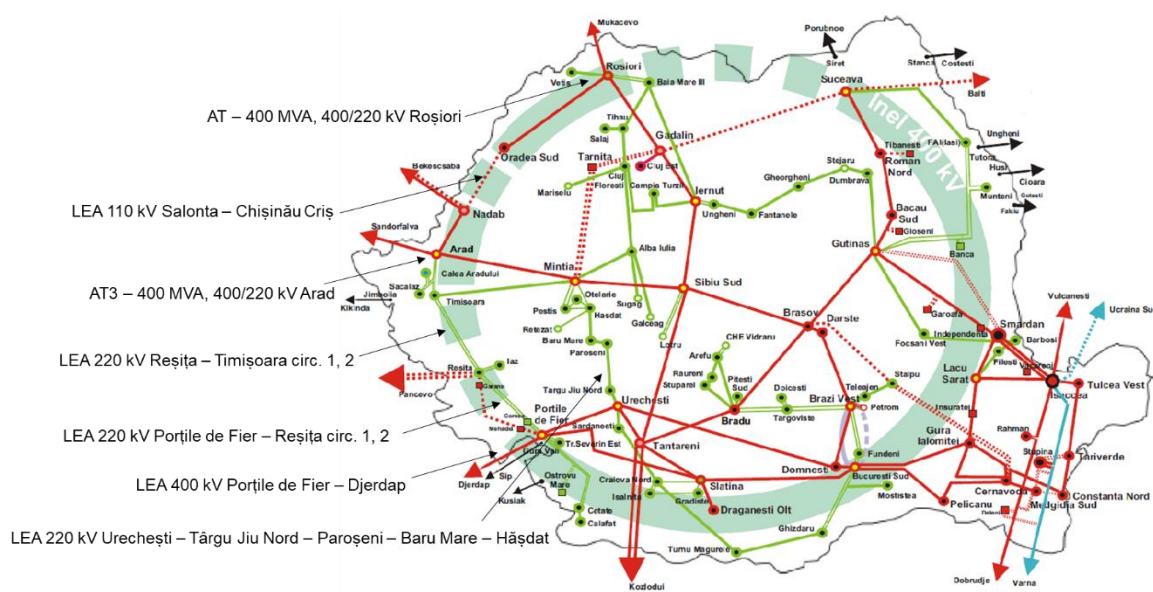 Mukacevo
Porubnoe
Siret
Stanca
Costesti
Rosiori
Vetis
Baia Mare III
Suceava
Balti
Inel 400 kV
AT – 400 MVA, 400/220 kV Roșiori
Tihau
Salaj
Gadalin
Oradea Sud
Tarnita
Cluj Est
Cluj
Floresti
Campia Turzii
Mariselu
Tibanesti
Roman
Nord
FAI(Iasi)
Ungheni
Tutora
Husi
Cioara
Gotesti
Falciu
Munteni
Stejaru
Gheorgheni
Dumbrava
Bekescsaba
Iernut
Ungheni
Fantanele
Bacau
Sud
Gioseni
LEA 110 kV Salonta – Chișinău Criș
Nadab
Sandorfalva
Arad
Alba Iulia
Gutinas
Banca
Calea Aradului
Mintia
Sibiu Sud
AT3 – 400 MVA, 400/220 kV Arad
Sacalaz
Timisoara
Jimbolia
Kikinda
Otelarie
Pestis
Hasdat
Sugag
Galceag
Retezat
Baru Mare
Paroseni
Lotru
Brasov
Darste
Garoafa
Independenta
Smardan
Vulcanesti
Ucraina Su
Focsani Vest
Darbosi
Filesti
LEA 220 kV Reșița – Timișoara circ. 1, 2
Resita
Iaz
CHE Vidraru
Arefu
Raureni
Stuparei
Pitesti
Sud
Doicesti
Teleajen
Stalpu
Lacu
Sarat
Isaccea
Tulcea Vest
Pancevo
Targu Jiu Nord
Urechesti
Bradu
Targoviste
Brazi Vest
Petrom
Insuratei
Portile
de Fier
Sardanesti
Tantareni
Gura
Ialomitei
Rahman
Stupina
Tariverde
LEA 220 kV Porțile de Fier – Reșița circ. 1, 2
Gura Vaii
Tr.Severin Est
Fundeni
Domnesti
Bucuresti Sud
Djerdap
Sip
Ostrovu
Mare
Craiova Nord
Isalnita
Gradiste
Slatina
Mostistea
Cernavoda
Constanta Nord
Medgidia Sud
LEA 400 kV Porțile de Fier – Djerdap
Kusiak
Cetate
Calafat
Draganesti Olt
Pelicanu
Ghizdaru
Turnu Magurele
LEA 220 kV Urechești – Târgu Jiu Nord – Paroșeni – Baru Mare – Hășdat
Kozlodui
Dobrudje
Varna